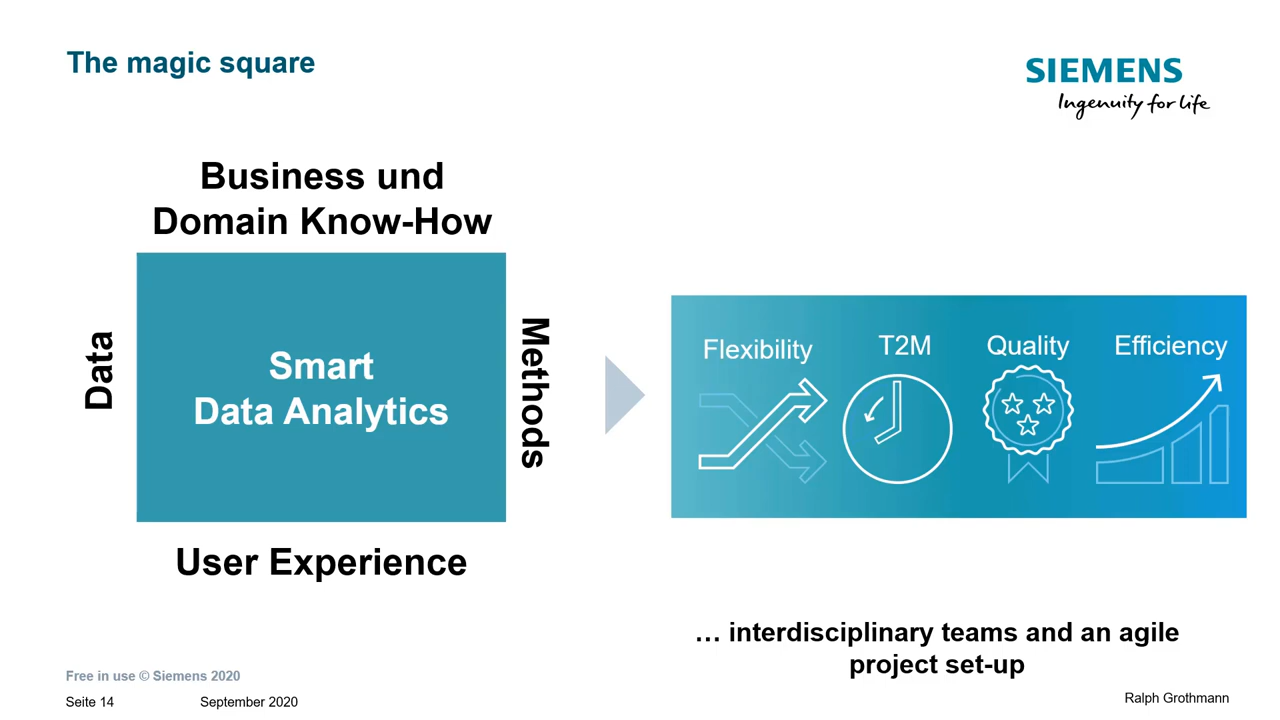 The magic square
SIEMENS
Ingenuity for life
Business und
Domain Know-How
Data
Smart
Data Analytics
Methods
User Experience
Flexibility
T2M
Quality
Efficiency
… interdisciplinary teams and an agile
project set-up
Free in use © Siemens 2020
Seite 14
September 2020
Ralph Grothmann